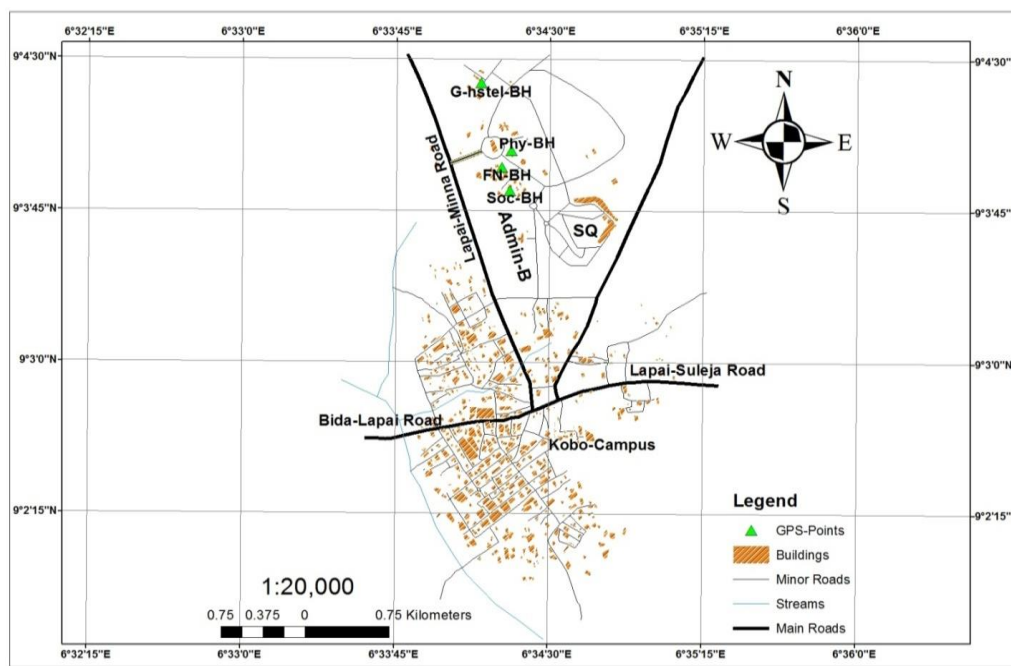 6°32'15"E 6°33'0"E 6°33'45"E 6°34'30"E 6°35'15"E 6°36'0"E
9°4'30"N 9°4'30"N
G-hstel-BH
N
W E
S
Phy-BH
FN-BH
Soc-BH
Lapai-Minna Road
Admin-B
SQ
9°3'45"N 9°3'45"N
9°3'0"N 9°3'0"N
Lapai-Suleja Road
Bida-Lapai Road
Kobo-Campus
9°2'15"N 9°2'15"N
Legend
GPS-Points
Buildings
Minor Roads
Streams
Main Roads
1:20,000
0.75 0.375 0 0.75 Kilometers
6°32'15"E 6°33'0"E 6°33'45"E 6°34'30"E 6°35'15"E 6°36'0"E